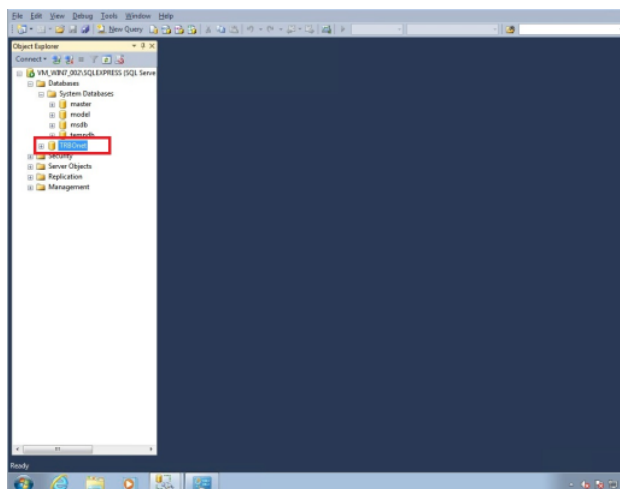 File Edit View Debug Tools Window Help
New Query
Object Explorer
Connect
VM_WIN7_002\SQLEXPRESS (SQL Serve
Databases
System Databases
master
model
msdb
tempdb
TRBOnet
Security
Server Objects
Replication
Management
Ready